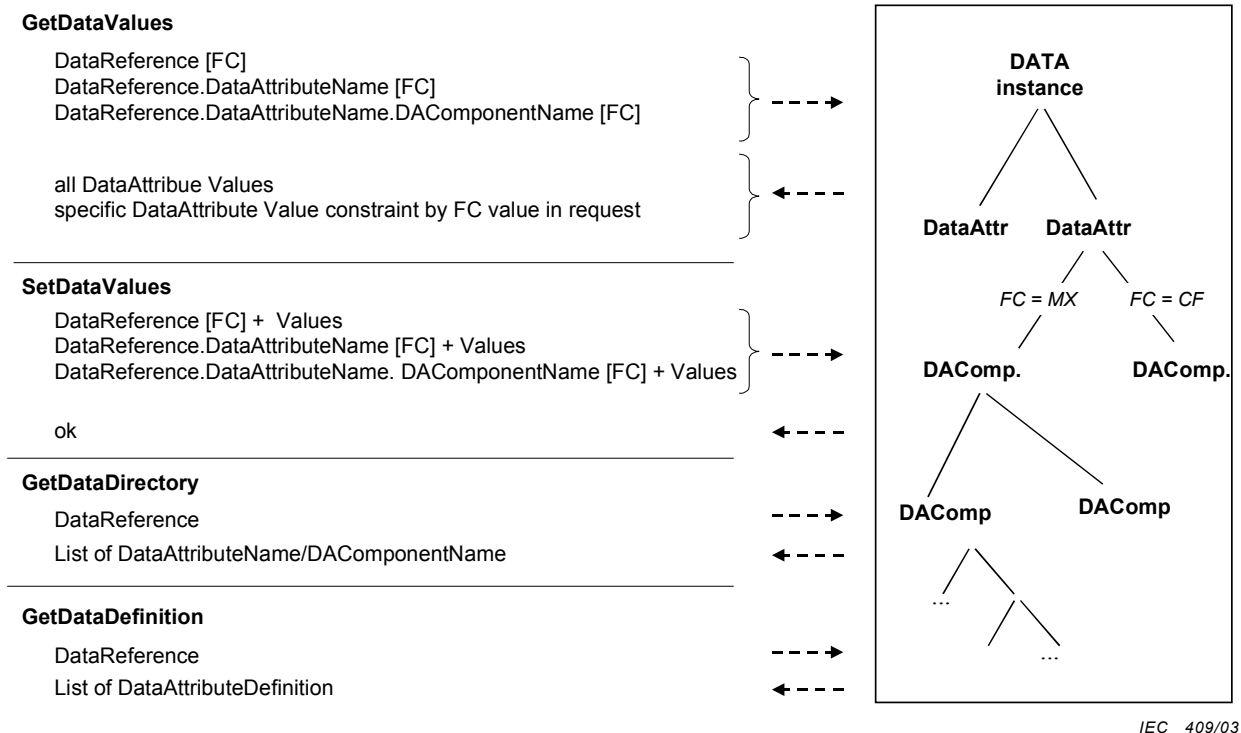 GetDataValues
DataReference [FC]
DataReference.DataAttributeName [FC]
DataReference.DataAttributeName.DAComponentName [FC]
all DataAttribue Values
specific DataAttribute Value constraint by FC value in request
SetDataValues
DataReference [FC] + Values
DataReference.DataAttributeName [FC] + Values
DataReference.DataAttributeName. DAComponentName [FC] + Values
ok
GetDataDirectory
DataReference
List of DataAttributeName/DAComponentName
GetDataDefinition
DataReference
List of DataAttributeDefinition
DATA
instance
DataAttr DataAttr
FC = MX FC = CF
DAComp. DAComp.
DAComp DAComp
...
...
IEC 409/03